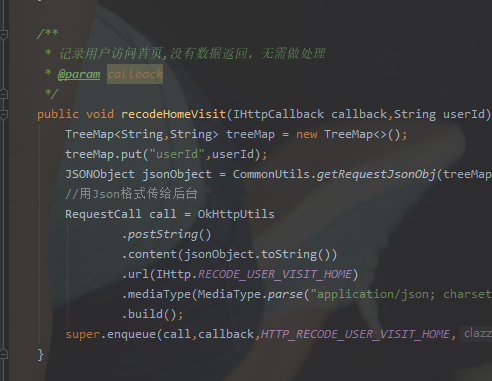 /**
* 记录用户访问首页,没有数据返回，无需做处理
* @param callback
*/
public void recodeHomeVisit(IHttpCallback callback,String userId)
TreeMap<String,String> treeMap = new TreeMap<>();
treeMap.put("userId",userId);
JSONObject jsonObject = CommonUtils.getRequestJsonObj(treeMap
//用Json格式传给后台
RequestCall call = OkHttpUtils
.postString()
.content(jsonObject.toString())
.url(IHttp.RECODE_USER_VISIT_HOME)
.mediaType(MediaType.parse("application/json; charset
.build();
super.enqueue(call,callback,HTTP_RECODE_USER_VISIT_HOME, clazz
}